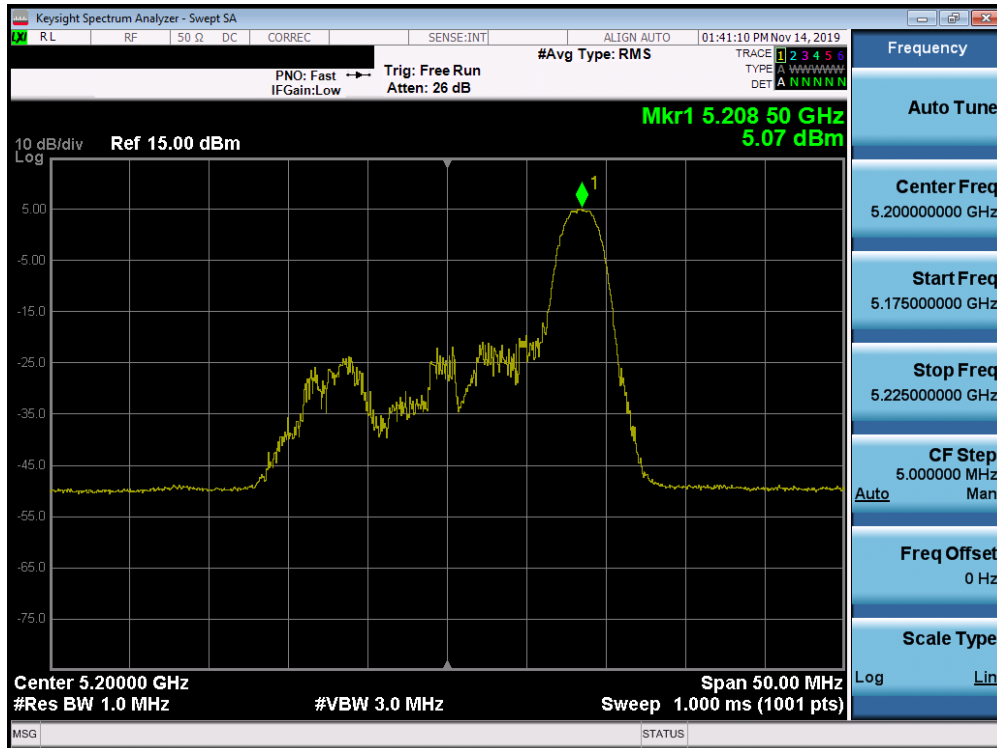 Keysight Spectrum Analyzer - Swept SA
LXI RL RF 50 Ω DC CORREC SENSE:INT ALIGN AUTO 01:41:10 PM Nov 14, 2019
#Avg Type: RMS TRACE 1 2 3 4 5 6
PNO: Fast Trig: Free Run TYPE A WWWWW
IFGain:Low Atten: 26 dB DET A N N N N N
Mkr1 5.208 50 GHz
5.07 dBm
10 dB/div Ref 15.00 dBm
Log
1
5.00
-5.00
-15.0
-25.0
-35.0
-45.0
-55.0
-65.0
-75.0
Center 5.20000 GHz Span 50.00 MHz
#Res BW 1.0 MHz #VBW 3.0 MHz Sweep 1.000 ms (1001 pts)
MSG STATUS
Frequency
Auto Tune
Center Freq
5.200000000 GHz
Start Freq
5.175000000 GHz
Stop Freq
5.225000000 GHz
CF Step
5.000000 MHz
Auto Man
Freq Offset
0 Hz
Scale Type
Log Lin